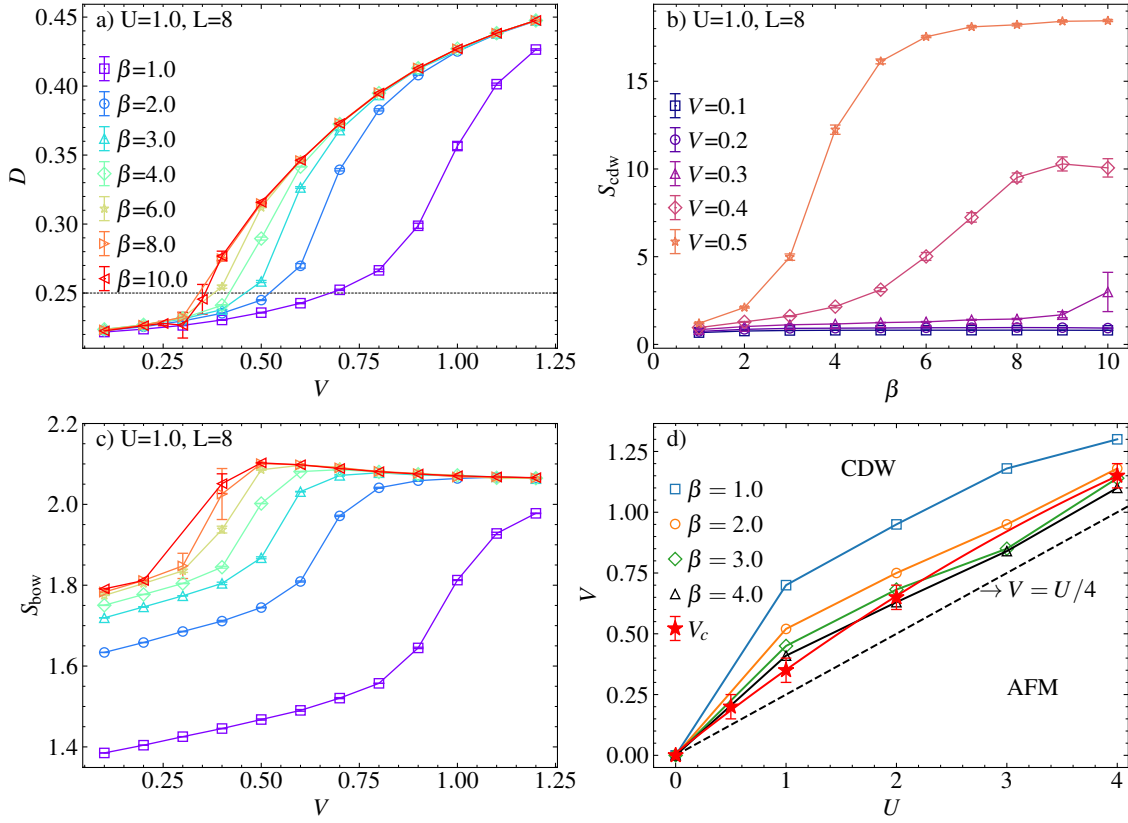 a) U=1.0, L=8
β=1.0
β=2.0
β=3.0
β=4.0
β=6.0
β=8.0
β=10.0
0.45
0.40
0.35
0.30
0.25
D
0.00 0.25 0.50 0.75 1.00 1.25
V
b) U=1.0, L=8
V=0.1
V=0.2
V=0.3
V=0.4
V=0.5
15
10
5
0
S_cdw
0 2 4 6 8 10
β
c) U=1.0, L=8
2.2
2.0
1.8
1.6
1.4
S_bow
0.25 0.50 0.75 1.00 1.25
V
d)
CDW
β = 1.0
β = 2.0
β = 3.0
β = 4.0
V_c
→V = U/4
AFM
1.25
1.00
0.75
0.50
0.25
0.00
V
0 1 2 3 4
U